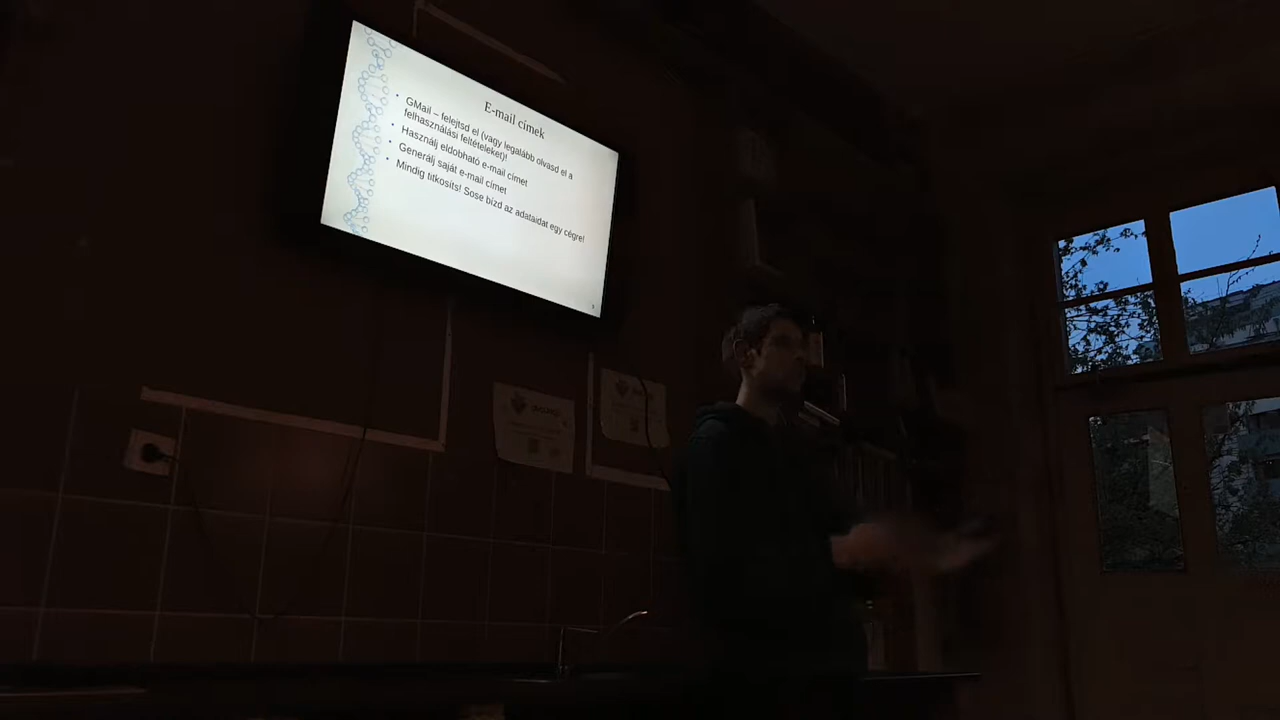 E-mail címek
GMail – felejtsd el (vagy legalább olvasd el a
felhasználási feltételeket)!
Használj eldobható e-mail címet
Generálj saját e-mail címet
Mindig titkosíts! Sose bízd az adataidat egy cégre!